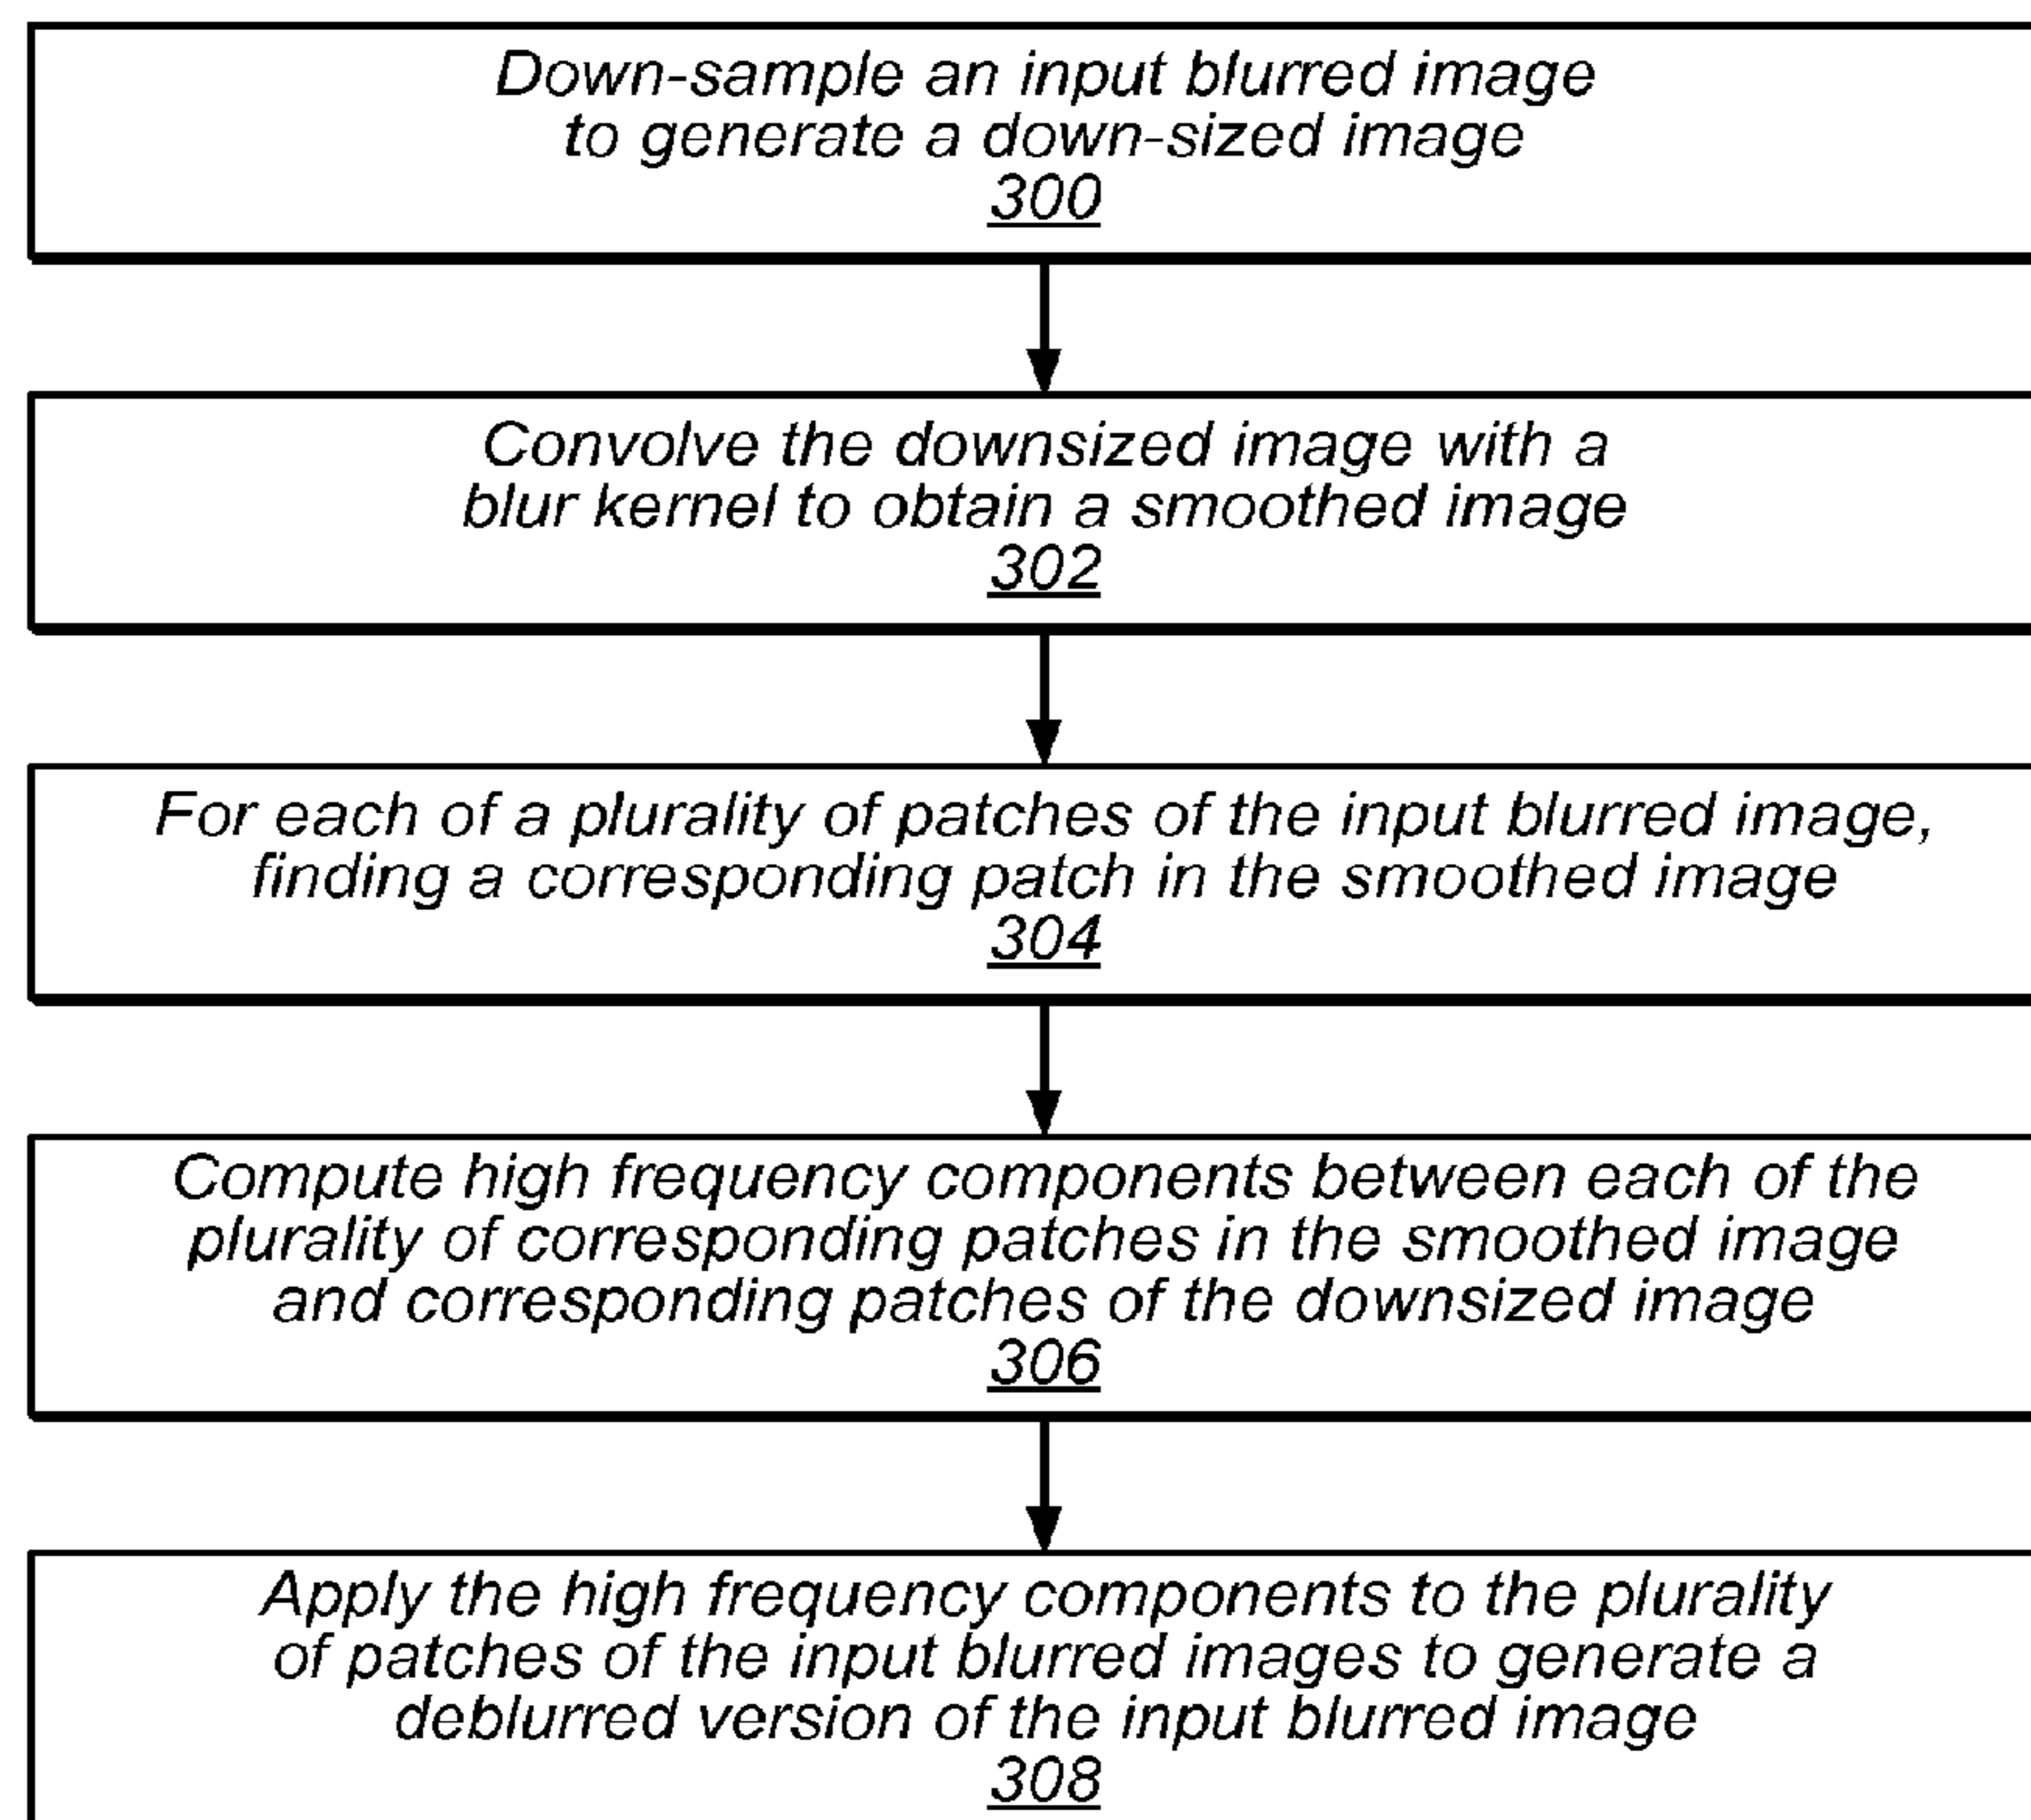 Down-sample an input blurred image
to generate a down-sized image
300
Convolve the downsized image with a
blur kernel to obtain a smoothed image
302
For each of a plurality of patches of the input blurred image,
finding a corresponding patch in the smoothed image
304
Compute high frequency components between each of the
plurality of corresponding patches in the smoothed image
and corresponding patches of the downsized image
306
Apply the high frequency components to the plurality
of patches of the input blurred images to generate a
deblurred version of the input blurred image
308